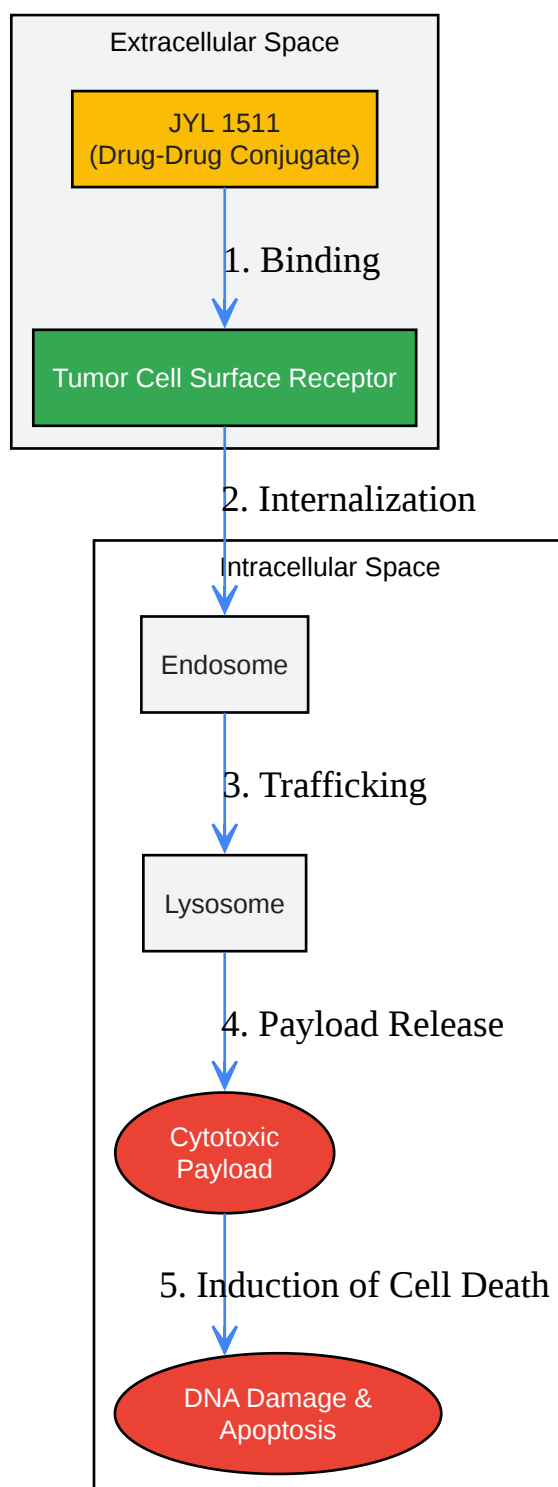 Extracellular Space
JYL 1511
(Drug-Drug Conjugate)
1. Binding
Tumor Cell Surface Receptor
2. Internalization
Intracellular Space
Endosome
3. Trafficking
Lysosome
4. Payload Release
Cytotoxic
Payload
5. Induction of Cell Death
DNA Damage &
Apoptosis